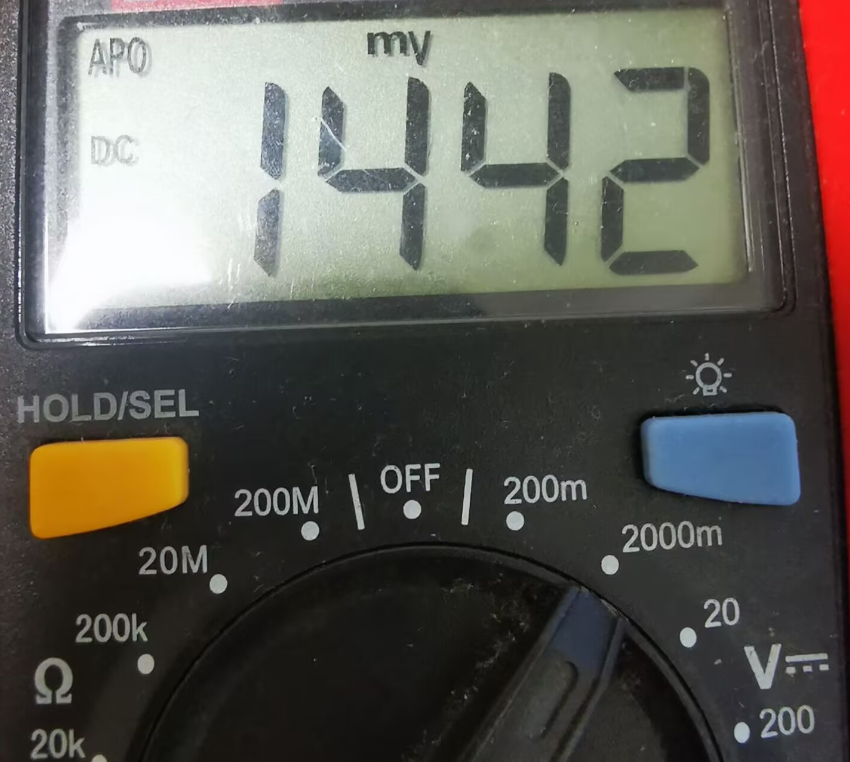 APO
mV
DC
1442
HOLD/SEL
200M
OFF
200m
20M
2000m
200k
20
Ω
V
20k
200